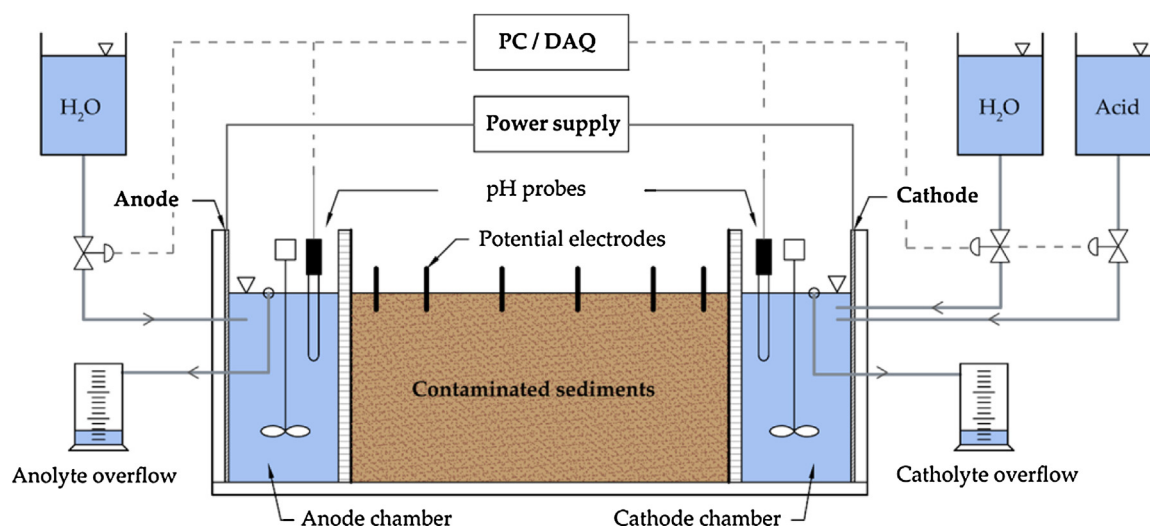 PC / DAQ
H₂O
H₂O
Acid
Power supply
Anode
pH probes
Cathode
Potential electrodes
Contaminated sediments
Anolyte overflow
Catholyte overflow
Anode chamber
Cathode chamber